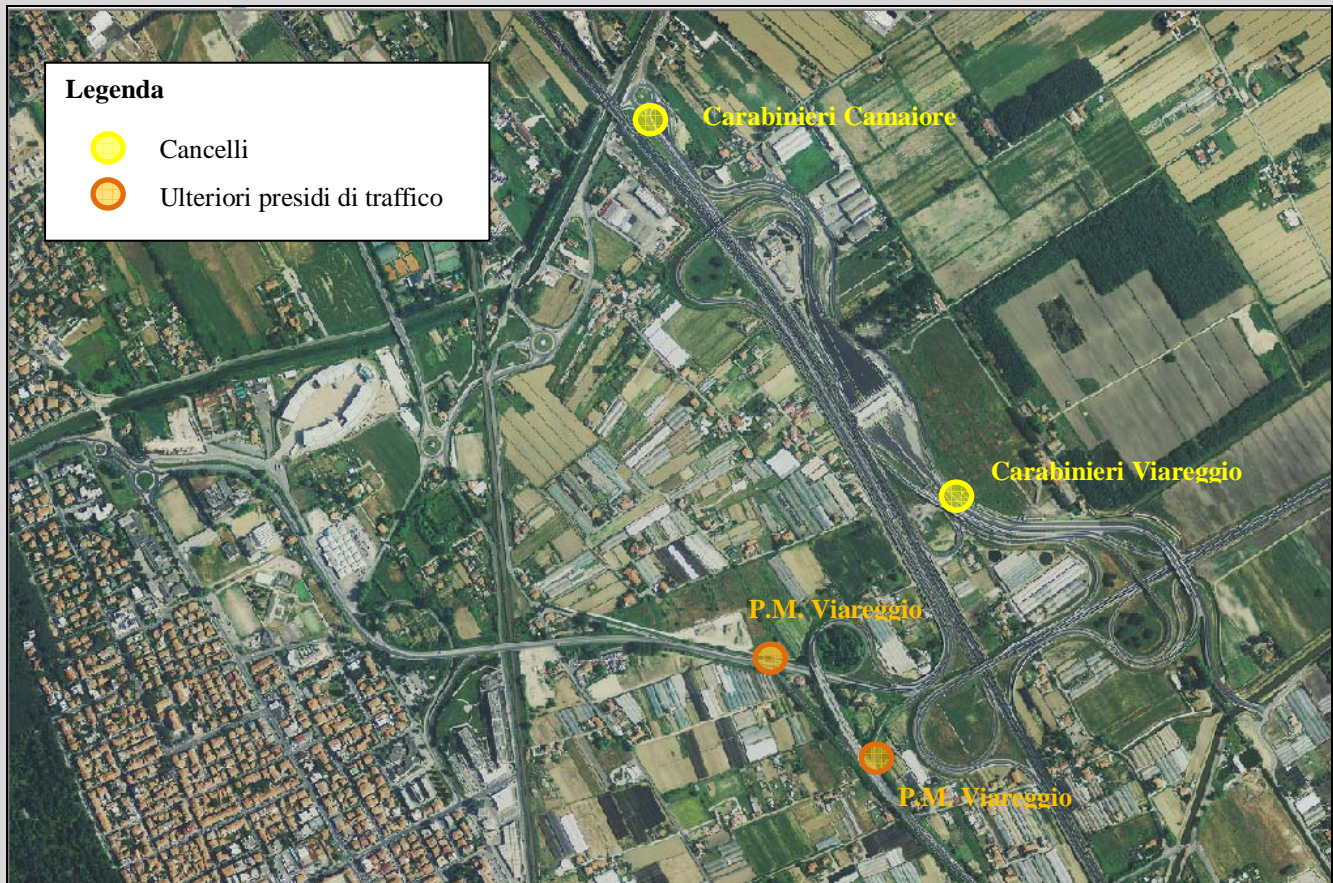 Legenda
Cancelli
Ulteriori presidi di traffico
Carabinieri Camaiore
Carabinieri Viareggio
P.M. Viareggio
P.M. Viareggio